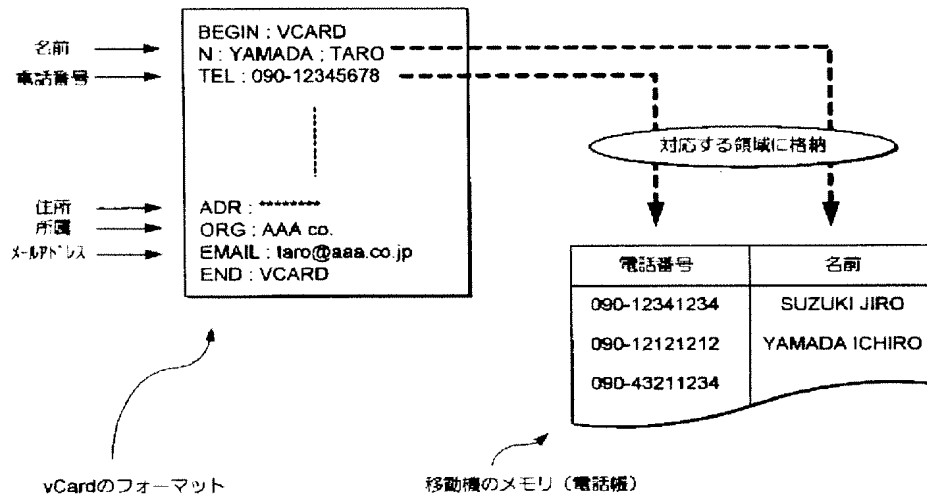 名前
電話番号
BEGIN : VCARD
N : YAMADA ; TARO
TEL : 090-12345678
対応する領域に格納
住所
所属
メールアドレス
ADR : ********
ORG : AAA co.
EMAIL : taro@aaa.co.jp
END : VCARD
電話番号 名前
090-12341234 SUZUKI JIRO
090-12121212 YAMADA ICHIRO
090-43211234
vCardのフォーマット
移動機のメモリ（電話帳）